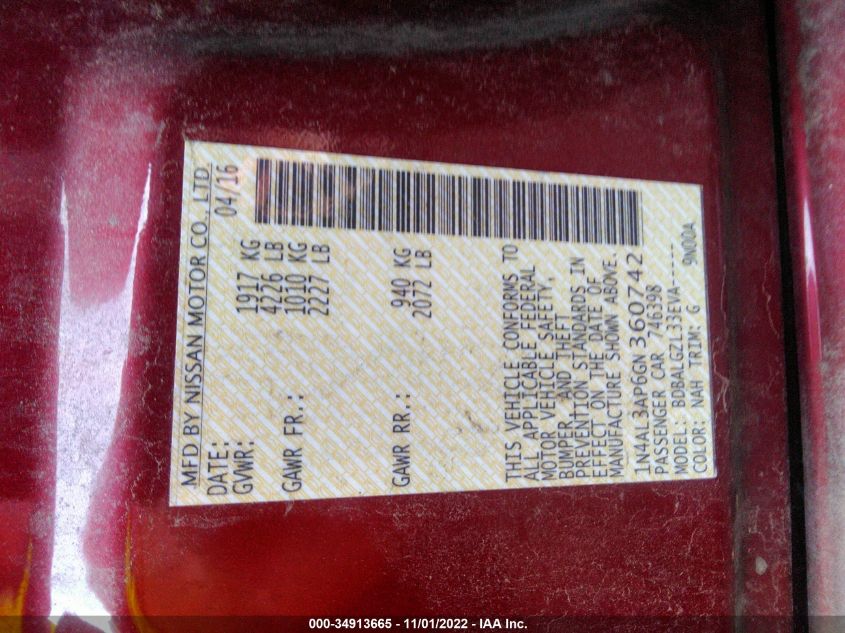 MFD BY NISSAN MOTOR CO., LTD.
DATE: 04/16
GVWR: 1917 KG
4226 LB
GAWR FR.: 1010 KG
2227 LB
GAWR RR.: 940 KG
2072 LB
THIS VEHICLE CONFORMS TO
ALL APPLICABLE FEDERAL
MOTOR VEHICLE SAFETY,
BUMPER, AND THEFT
PREVENTION STANDARDS IN
EFFECT ON THE DATE OF
MANUFACTURE SHOWN ABOVE.
1N4AL3AP6GN360742
PASSENGER CAR 746398
MODEL: BDBALGZL33EVA----
COLOR: NAH TRIM: G 9N00A
000-34913665 - 11/01/2022 - IAA Inc.